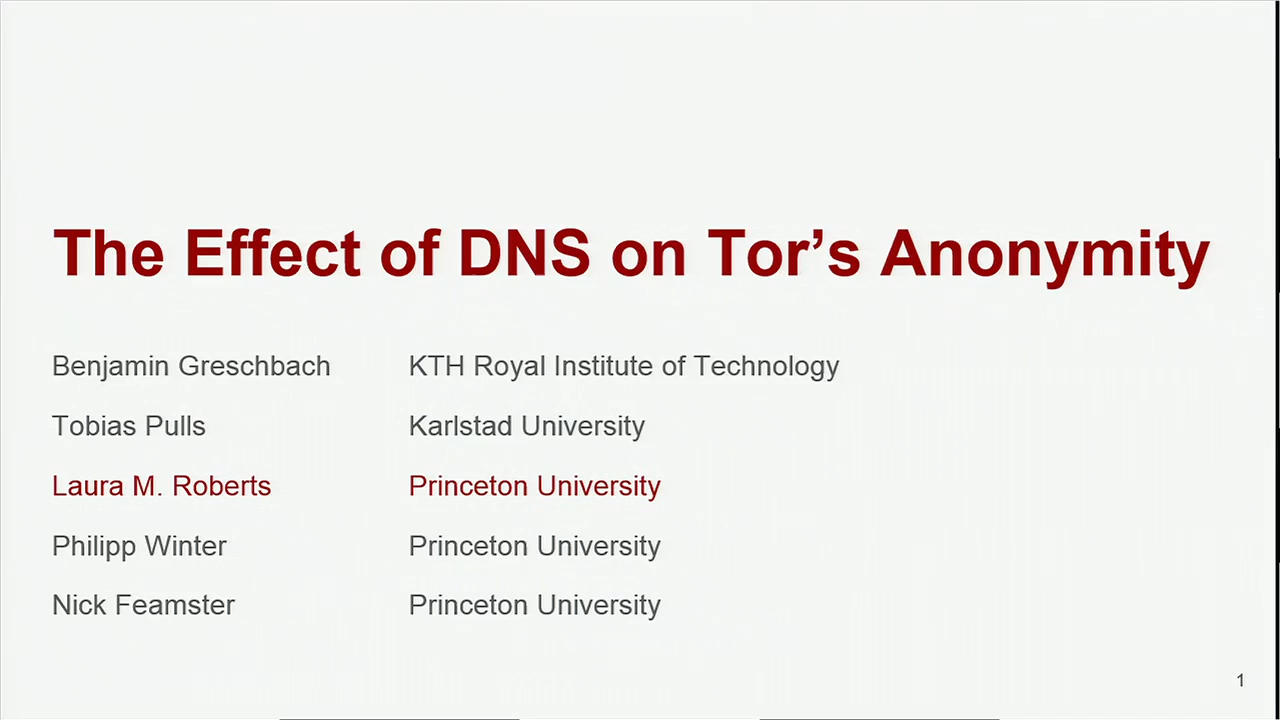 The Effect of DNS on Tor’s Anonymity
Benjamin Greschbach KTH Royal Institute of Technology
Tobias Pulls Karlstad University
Laura M. Roberts Princeton University
Philipp Winter Princeton University
Nick Feamster Princeton University
1